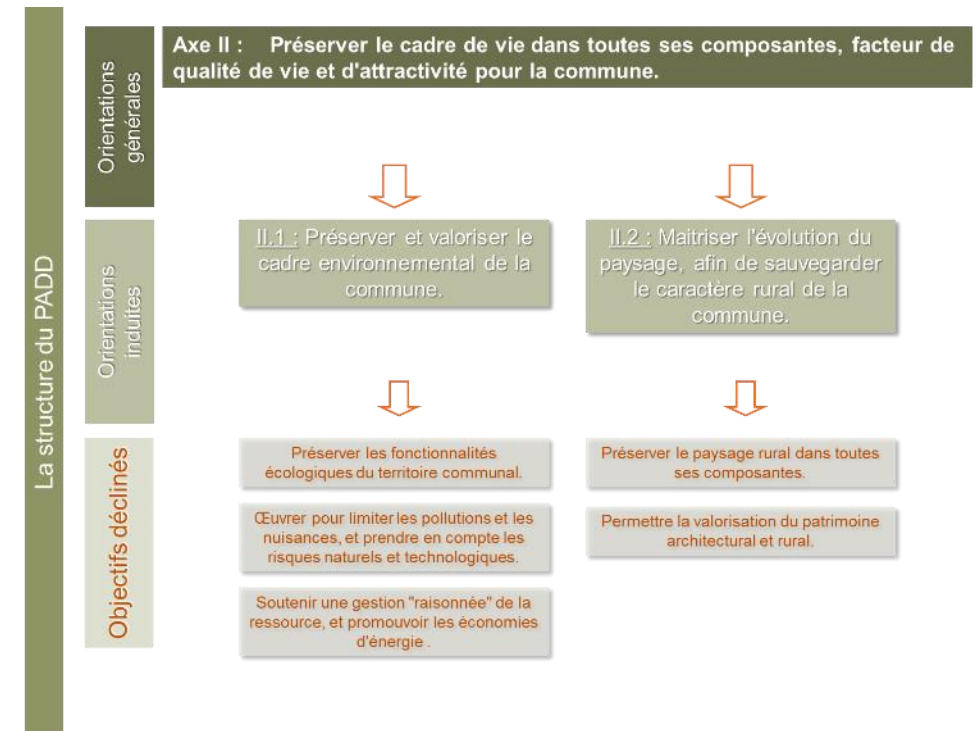 La structure du PADD
Orientations
générales
Axe II : Préserver le cadre de vie dans toutes ses composantes, facteur de
qualité de vie et d'attractivité pour la commune.
Orientations
induites
II.1 : Préserver et valoriser le
cadre environnemental de la
commune.
II.2 : Maitriser l'évolution du
paysage, afin de sauvegarder
le caractère rural de la
commune.
Objectifs déclinés
Préserver les fonctionnalités
écologiques du territoire communal.
Œuvrer pour limiter les pollutions et les
nuisances, et prendre en compte les
risques naturels et technologiques.
Soutenir une gestion "raisonnée" de la
ressource, et promouvoir les économies
d'énergie .
Préserver le paysage rural dans toutes
ses composantes.
Permettre la valorisation du patrimoine
architectural et rural.